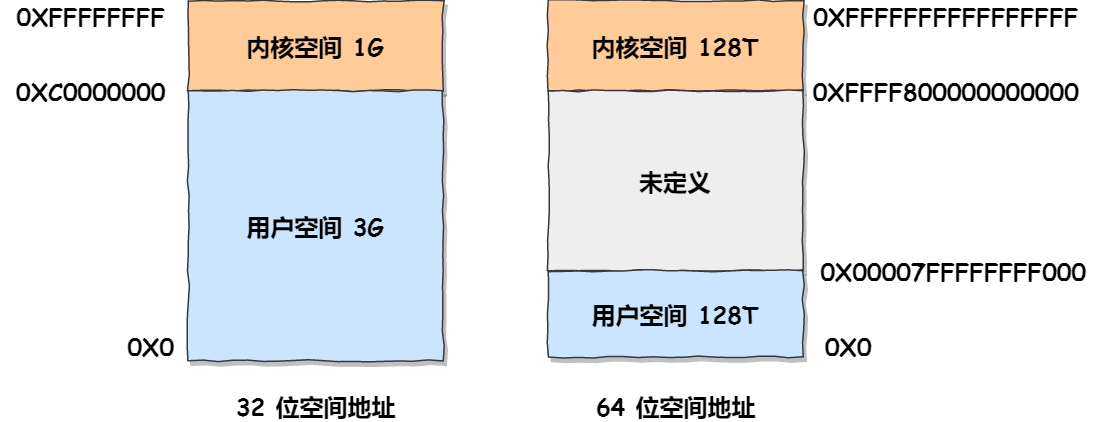 0XFFFFFFFF
内核空间 1G
0XC0000000
用户空间 3G
0X0
32 位空间地址
内核空间 128T
0XFFFFFFFFFFFFFFFF
0XFFFF800000000000
未定义
0X00007FFFFFFFF000
用户空间 128T
0X0
64 位空间地址